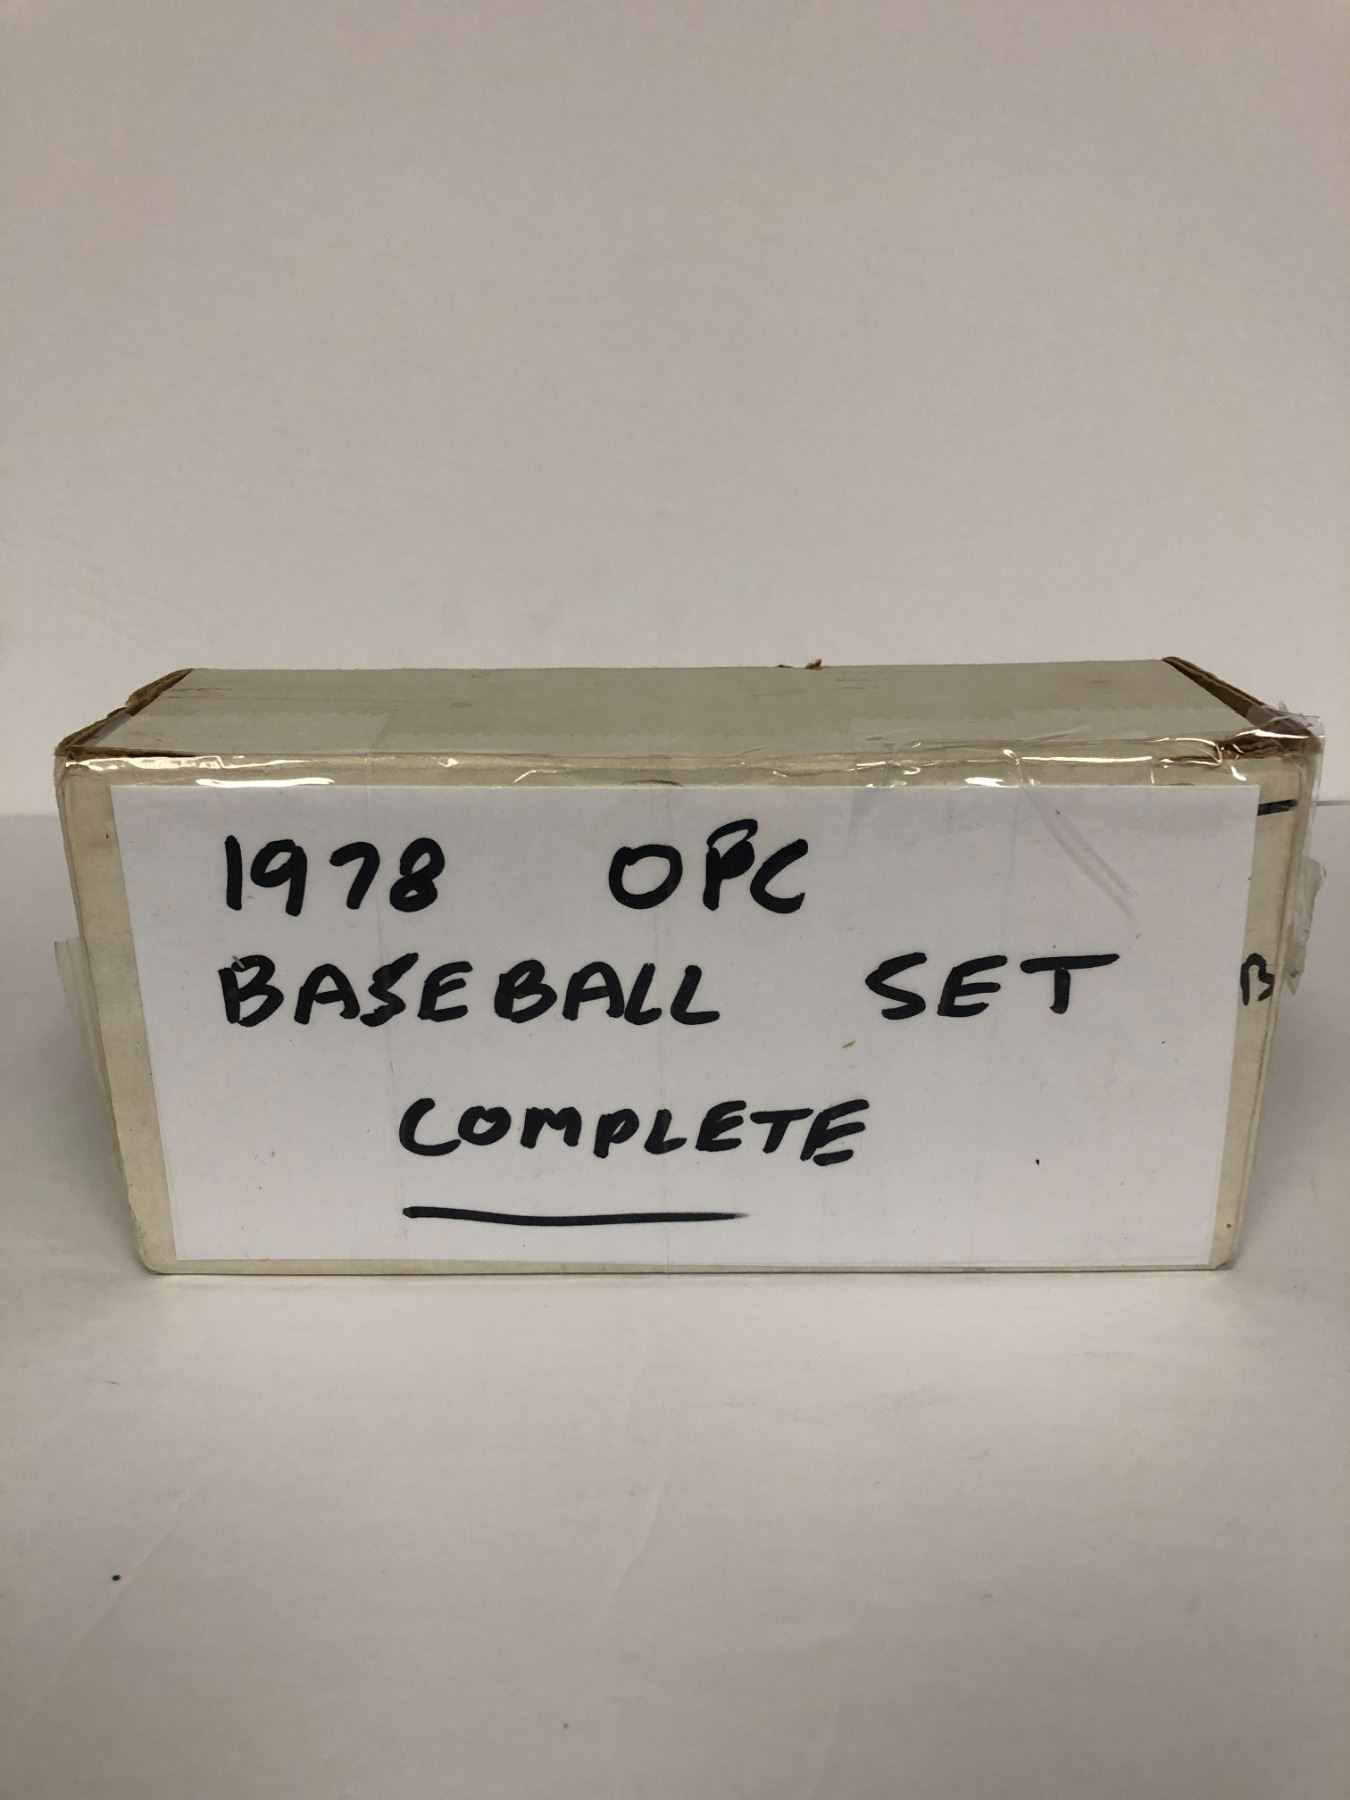 1978 OPC
BASEBALL SET B
COMPLETE